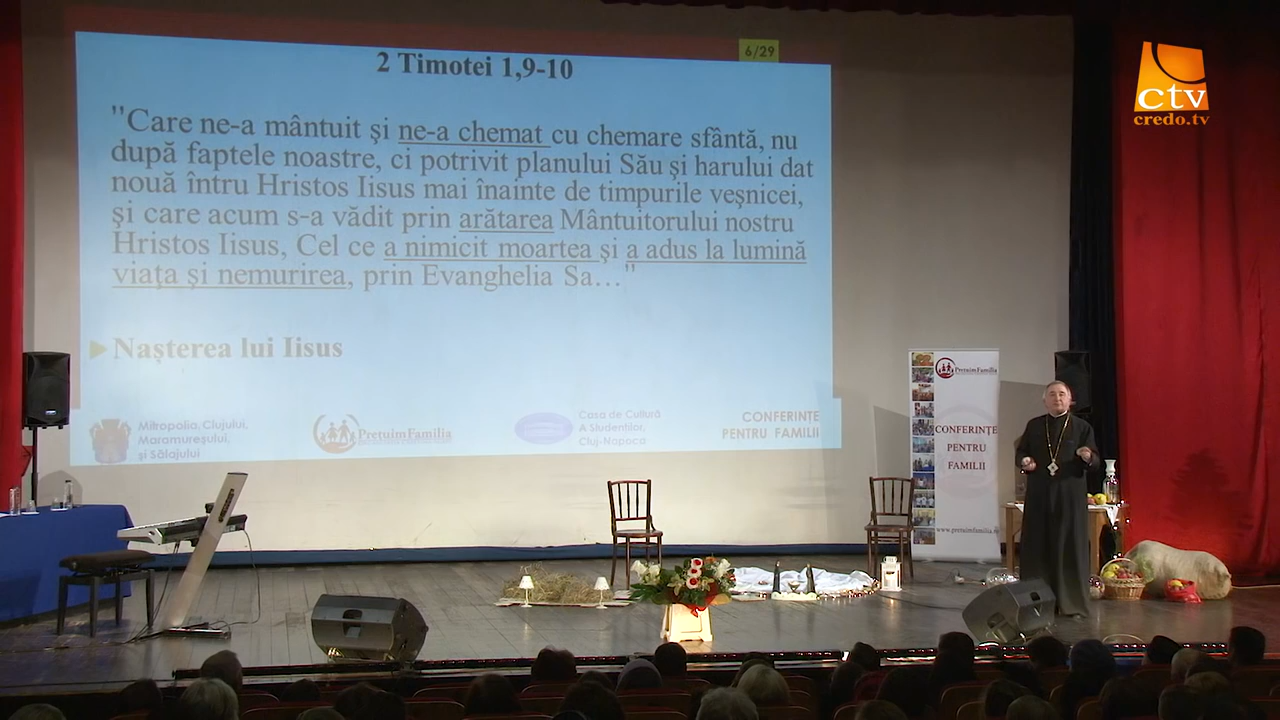 6/29
2 Timotei 1,9-10
"Care ne-a mântuit şi ne-a chemat cu chemare sfântă, nu
după faptele noastre, ci potrivit planului Său şi harului dat
nouă întru Hristos Iisus mai înainte de timpurile veşnicei,
şi care acum s-a vădit prin arătarea Mântuitorului nostru
Hristos Iisus, Cel ce a nimicit moartea şi a adus la lumină
viaţa şi nemurirea, prin Evanghelia Sa…"
Naşterea lui Iisus
Mitropolia Clujului,
Maramureşului,
şi Sălajului
PretuimFamilia
Casa de Cultură
A Studentilor,
Cluj-Napoca
CONFERINTE
PENTRU FAMILII
ctv
credo.tv
PretuimFamilia
CONFERINŢE
PENTRU
FAMILII